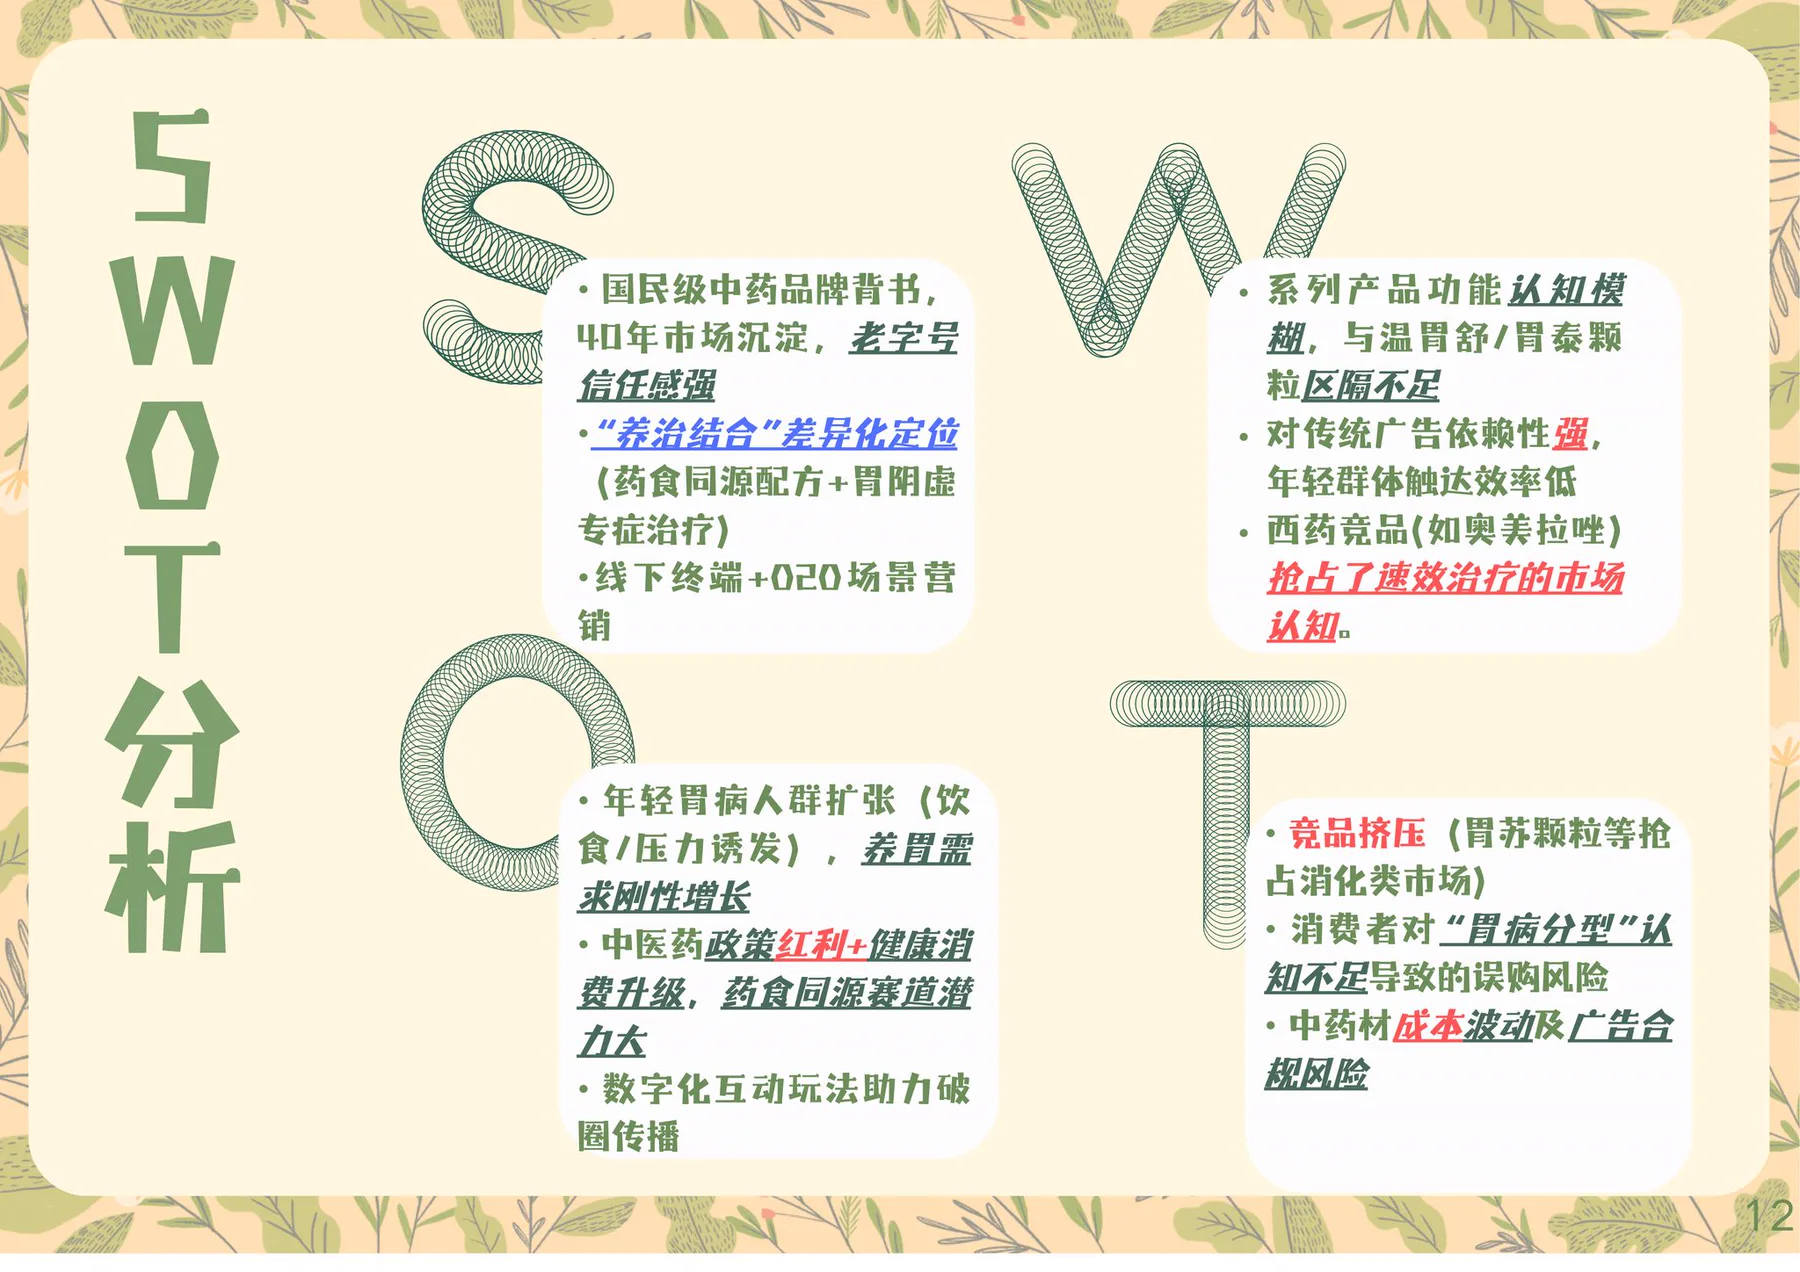 SWOT分析
S
• 国民级中药品牌背书，
40年市场沉淀，老字号
信任感强
•“养治结合”差异化定位
（药食同源配方+胃阴虚
专症治疗）
•线下终端+O2O场景营
销
W
• 系列产品功能认知模
糊，与温胃舒/胃泰颗
粒区隔不足
• 对传统广告依赖性强，
年轻群体触达效率低
• 西药竞品(如奥美拉唑)
抢占了速效治疗的市场
认知。
O
• 年轻胃病人群扩张（饮
食/压力诱发），养胃需
求刚性增长
• 中医药政策红利+健康消
费升级，药食同源赛道潜
力大
• 数字化互动玩法助力破
圈传播
T
• 竞品挤压（胃苏颗粒等抢
占消化类市场）
• 消费者对“胃病分型”认
知不足导致的误购风险
• 中药材成本波动及广告合
规风险
12